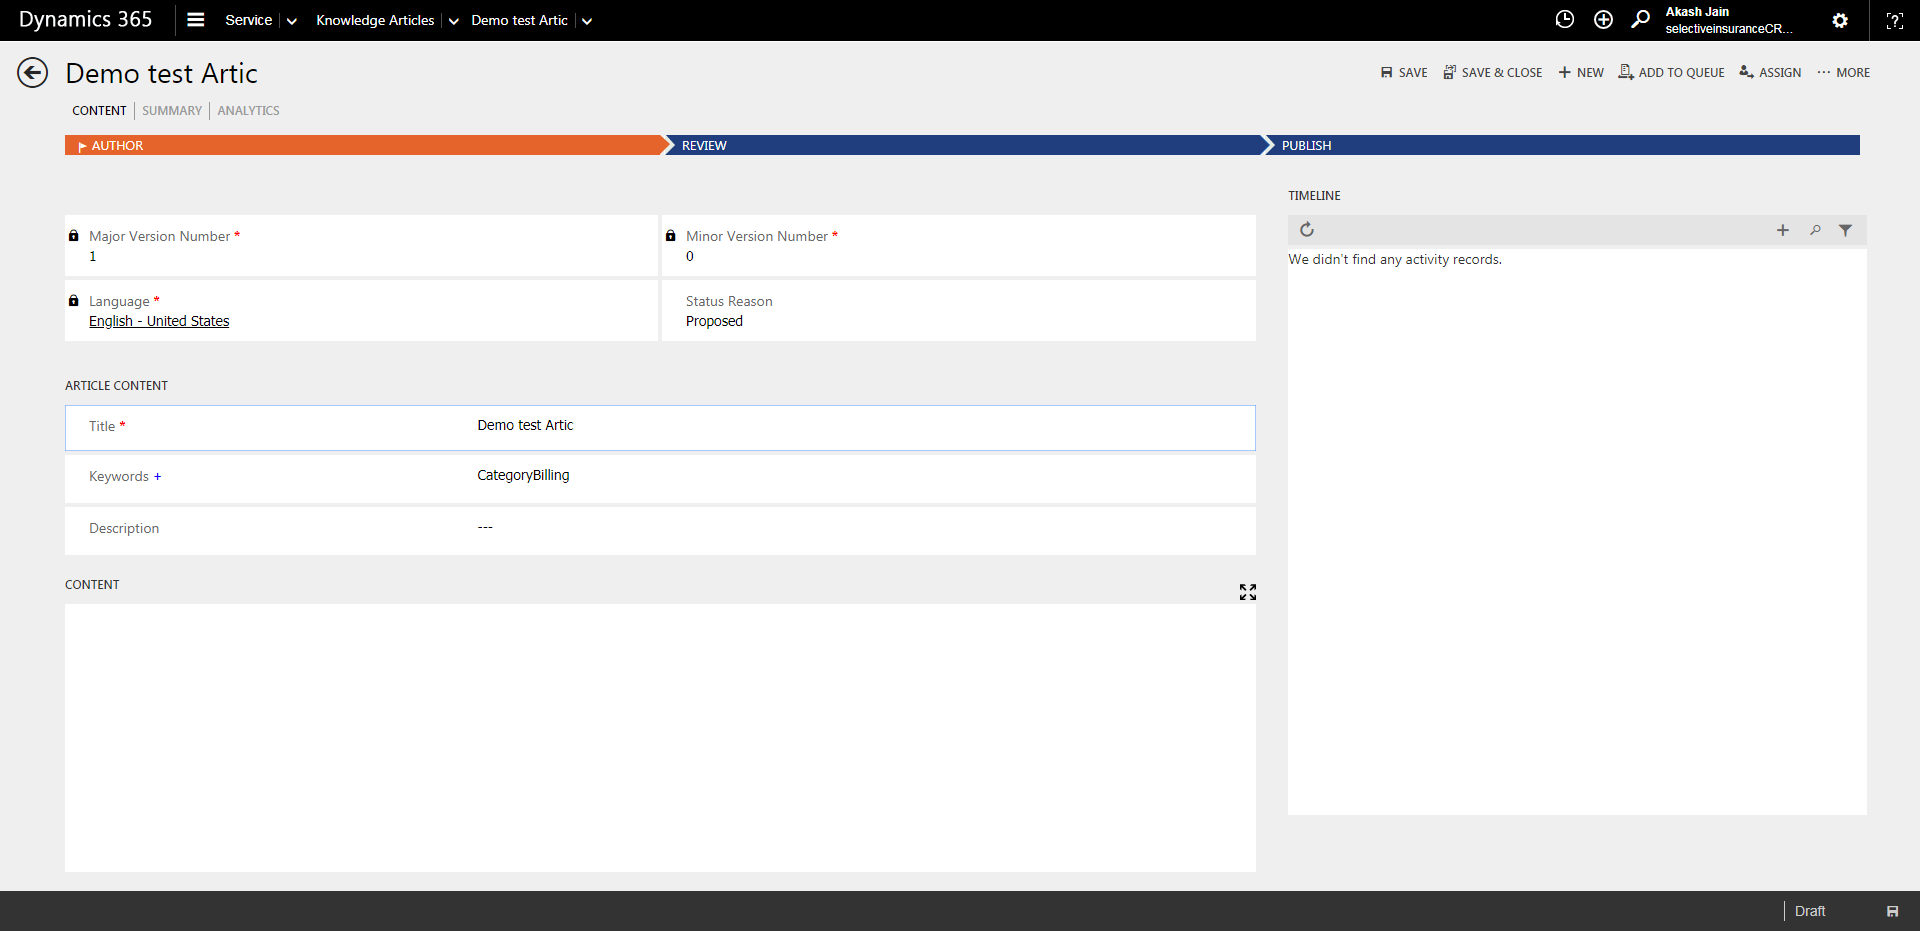 Dynamics 365 Service Knowledge Articles Demo test Artic
Akash Jain
selectiveinsuranceCR...
Demo test Artic
SAVE SAVE & CLOSE NEW ADD TO QUEUE ASSIGN ··· MORE
CONTENT SUMMARY ANALYTICS
AUTHOR REVIEW PUBLISH
TIMELINE
Major Version Number *
1
Minor Version Number *
0
We didn't find any activity records.
Language *
English - United States
Status Reason
Proposed
ARTICLE CONTENT
Title * Demo test Artic
Keywords + CategoryBilling
Description ---
CONTENT
Draft